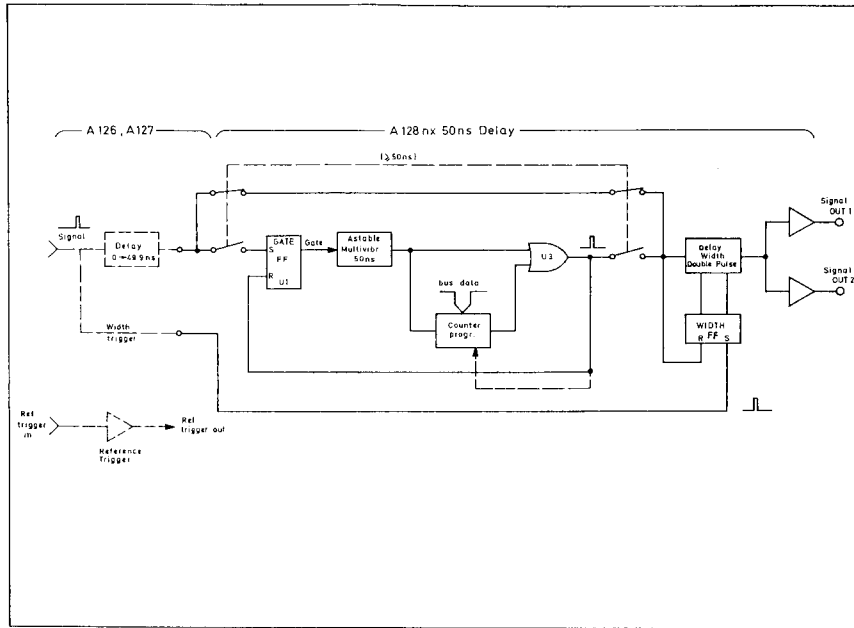 A 126 , A 127
A 128 nx 50 ns Delay
(≥50ns)
Signal
Delay
0→49.9ns
GATE
S
FF
R
U1
Gate
Astable
Multivibr
50ns
U3
bus data
Counter
progr.
Delay
Width
Double Pulse
WIDTH
FF
R S
Signal
OUT 1
Signal
OUT 2
Width
trigger
Ref
trigger
in
Ref
trigger out
Reference
Trigger